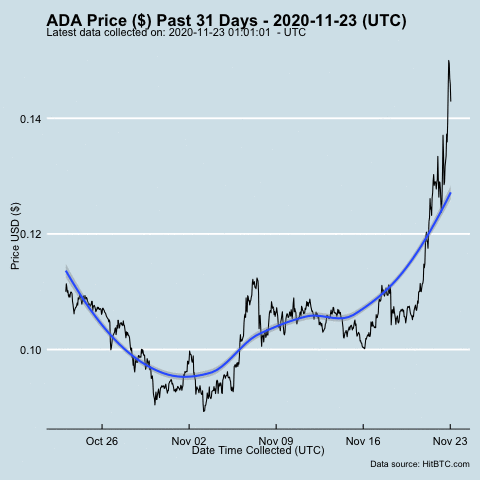 ADA Price ($) Past 31 Days - 2020-11-23 (UTC)
Latest data collected on: 2020-11-23 01:01:01 - UTC
Price USD ($)
0.14
0.12
0.10
Oct 26 Nov 02 Nov 09 Nov 16 Nov 23
Date Time Collected (UTC)
Data source: HitBTC.com